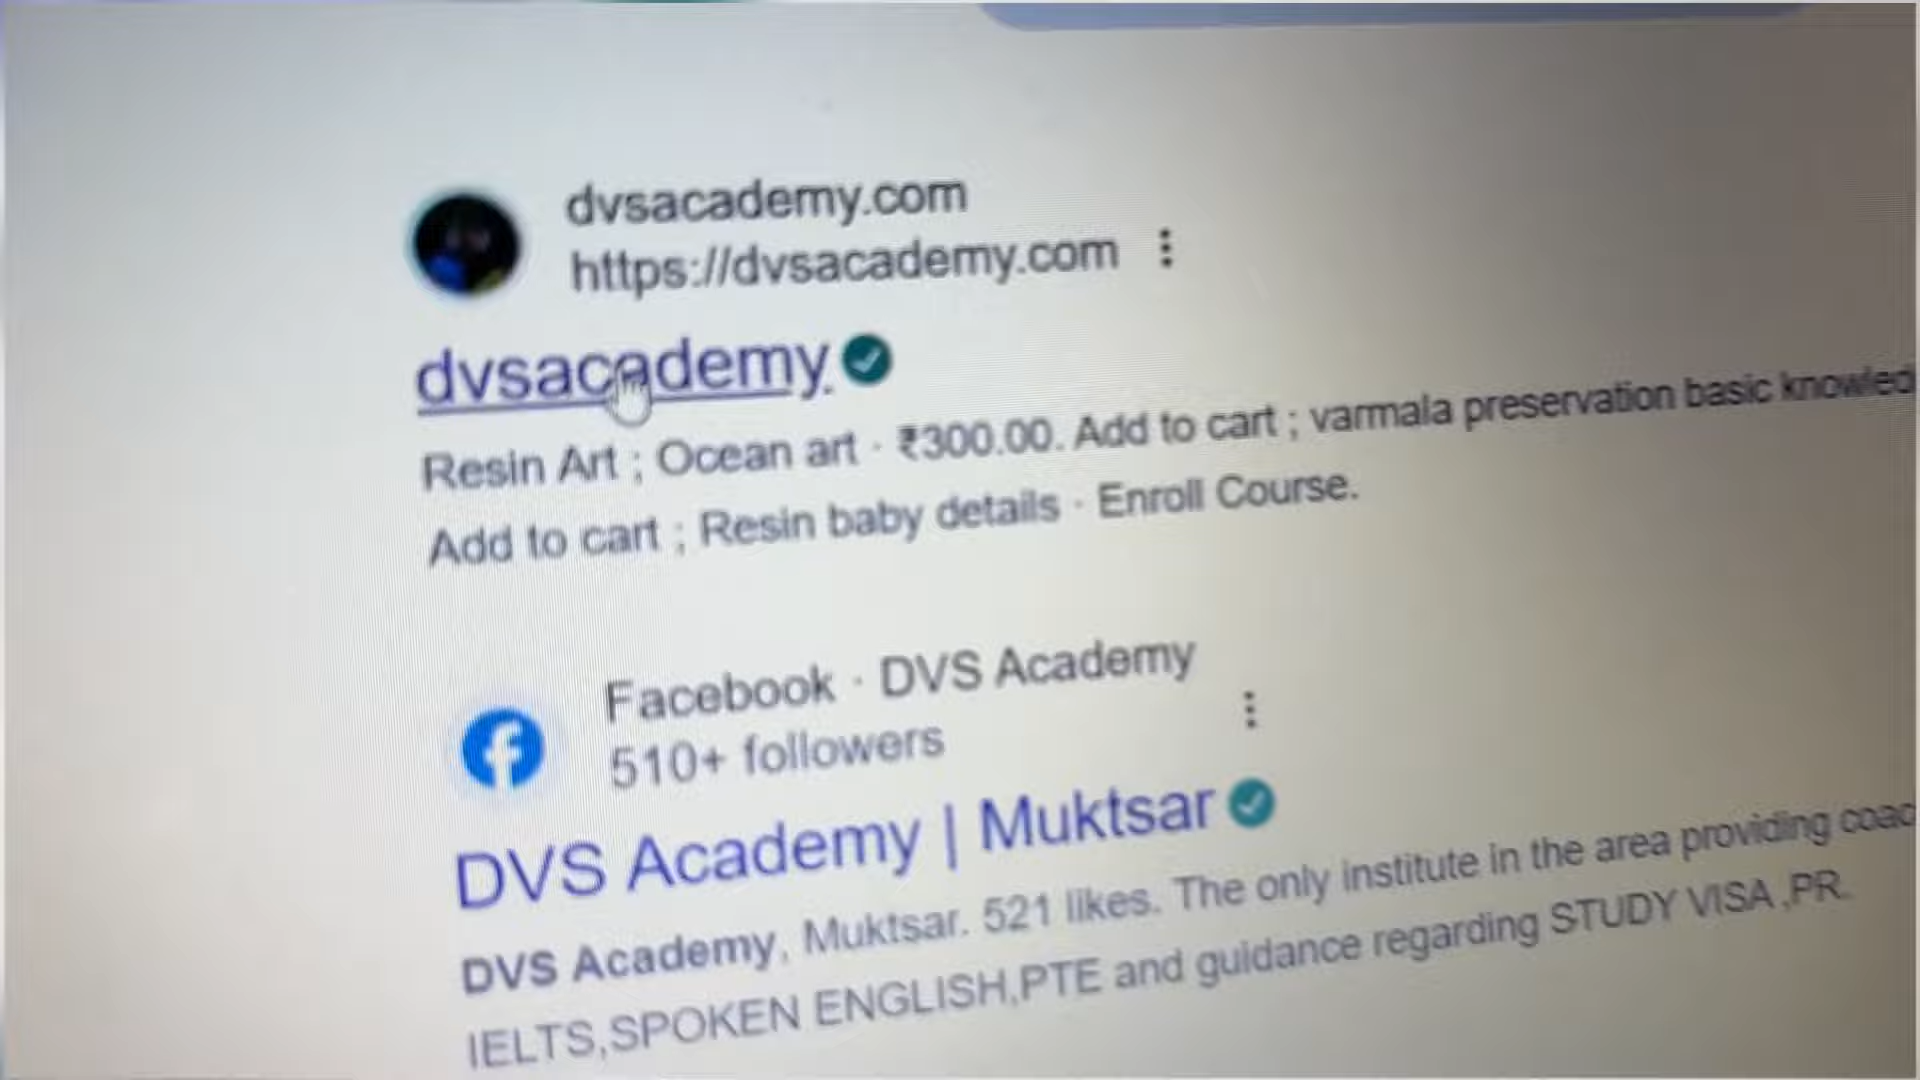 dvsacademy.com
https://dvsacademy.com
dvsacademy
Resin Art ; Ocean art · ₹300.00. Add to cart ; varmala preservation basic
Add to cart ; Resin baby details · Enroll Course.
Facebook · DVS Academy
510+ followers
DVS Academy | Muktsar
DVS Academy, Muktsar. 521 likes. The only institute in the area providing
IELTS,SPOKEN ENGLISH,PTE and guidance regarding STUDY VISA ,PR.